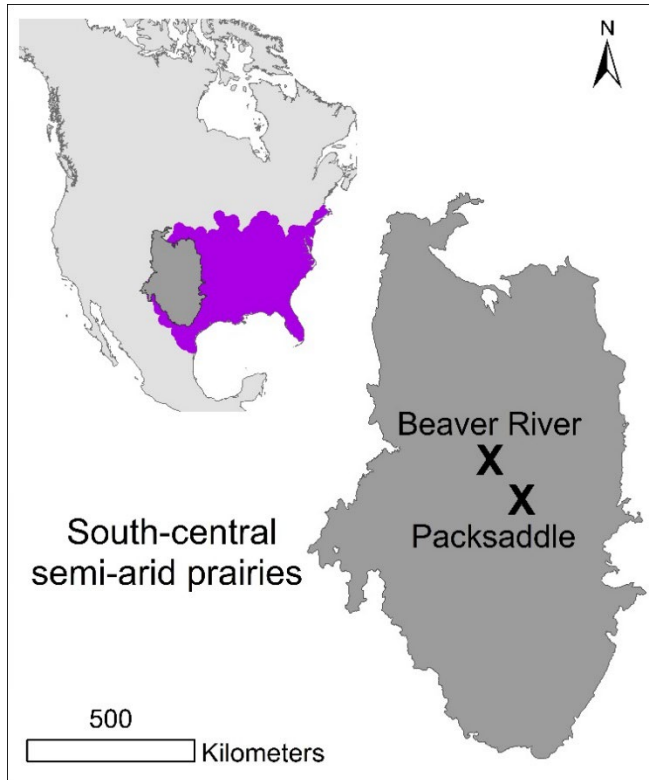 N
Beaver River
X
X
Packsaddle
South-central
semi-arid prairies
500
Kilometers